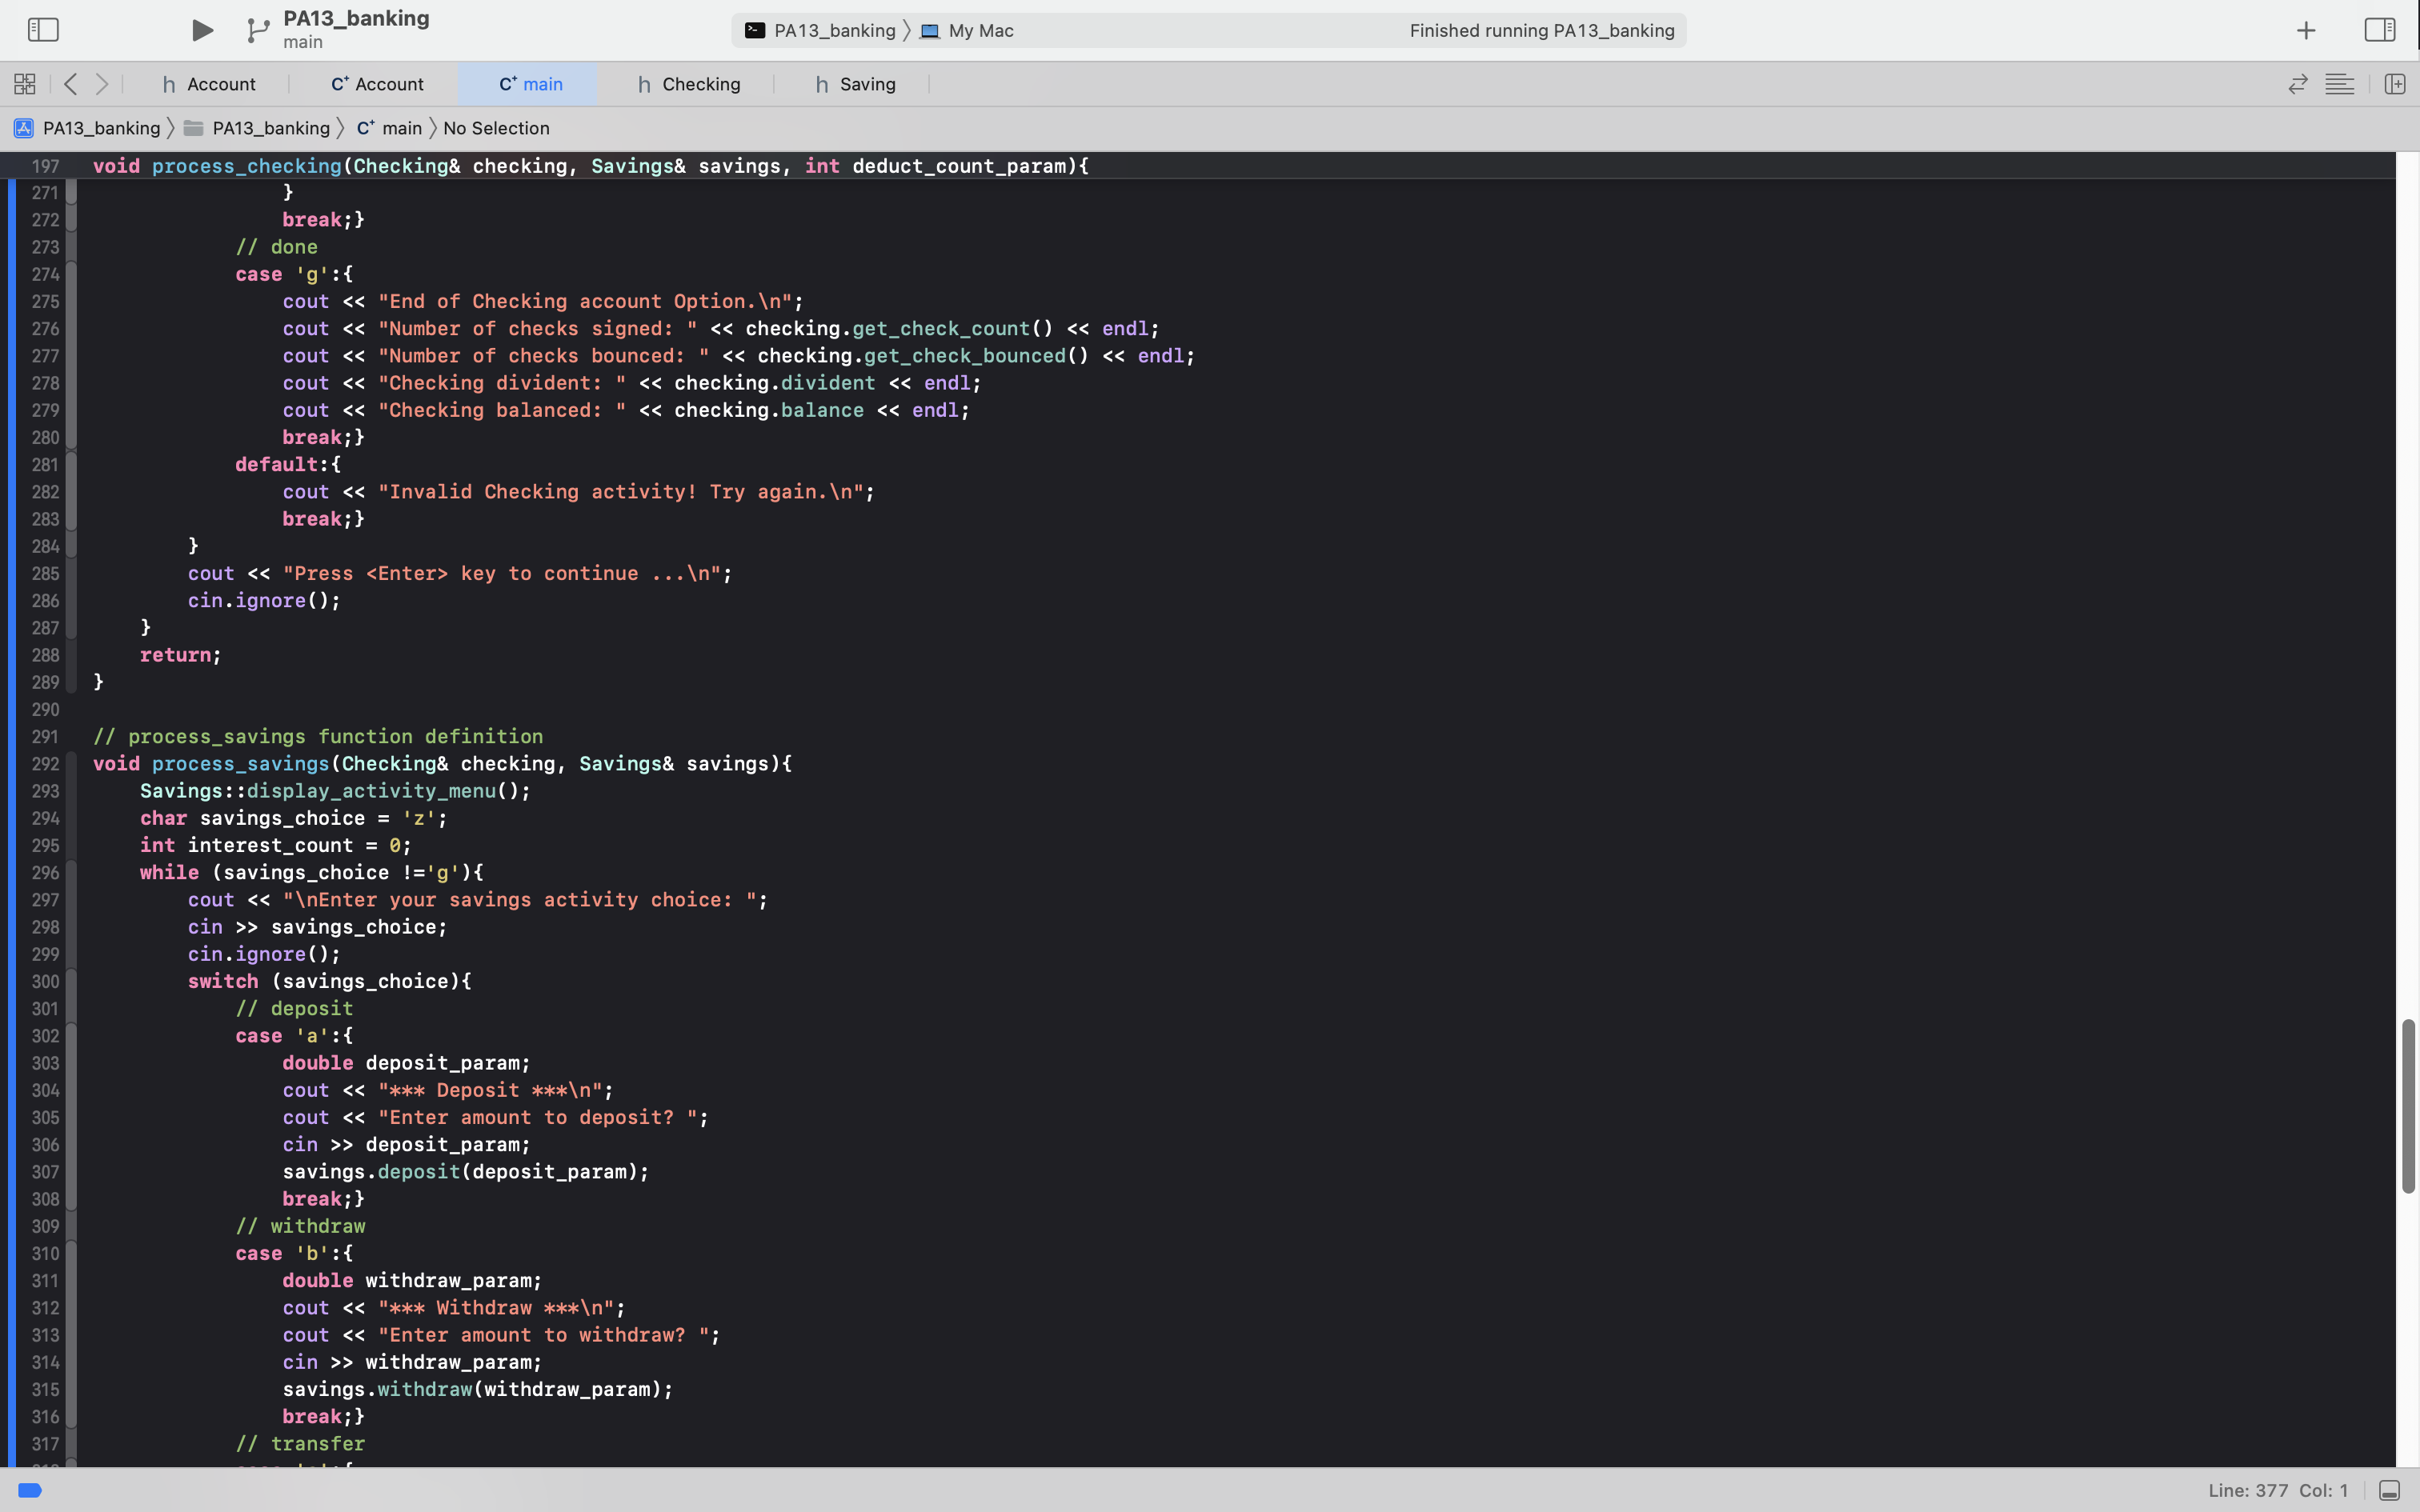 PA13_banking
main
PA13_banking 〉 My Mac
Finished running PA13_banking
h Account
C+ Account
C+ main
h Checking
h Saving
PA13_banking 〉 PA13_banking 〉 C+ main 〉 No Selection
197 void process_checking(Checking& checking, Savings& savings, int deduct_count_param){
271 }
272 break;}
273 // done
274 case 'g':{
275 cout << "End of Checking account Option.\n";
276 cout << "Number of checks signed: " << checking.get_check_count() << endl;
277 cout << "Number of checks bounced: " << checking.get_check_bounced() << endl;
278 cout << "Checking divident: " << checking.divident << endl;
279 cout << "Checking balanced: " << checking.balance << endl;
280 break;}
281 default:{
282 cout << "Invalid Checking activity! Try again.\n";
283 break;}
284 }
285 cout << "Press <Enter> key to continue ...\n";
286 cin.ignore();
287 }
288 return;
289 }
290
291 // process_savings function definition
292 void process_savings(Checking& checking, Savings& savings){
293 Savings::display_activity_menu();
294 char savings_choice = 'z';
295 int interest_count = 0;
296 while (savings_choice !='g'){
297 cout << "\nEnter your savings activity choice: ";
298 cin >> savings_choice;
299 cin.ignore();
300 switch (savings_choice){
301 // deposit
302 case 'a':{
303 double deposit_param;
304 cout << "*** Deposit ***\n";
305 cout << "Enter amount to deposit? ";
306 cin >> deposit_param;
307 savings.deposit(deposit_param);
308 break;}
309 // withdraw
310 case 'b':{
311 double withdraw_param;
312 cout << "*** Withdraw ***\n";
313 cout << "Enter amount to withdraw? ";
314 cin >> withdraw_param;
315 savings.withdraw(withdraw_param);
316 break;}
317 // transfer
Line: 377 Col: 1